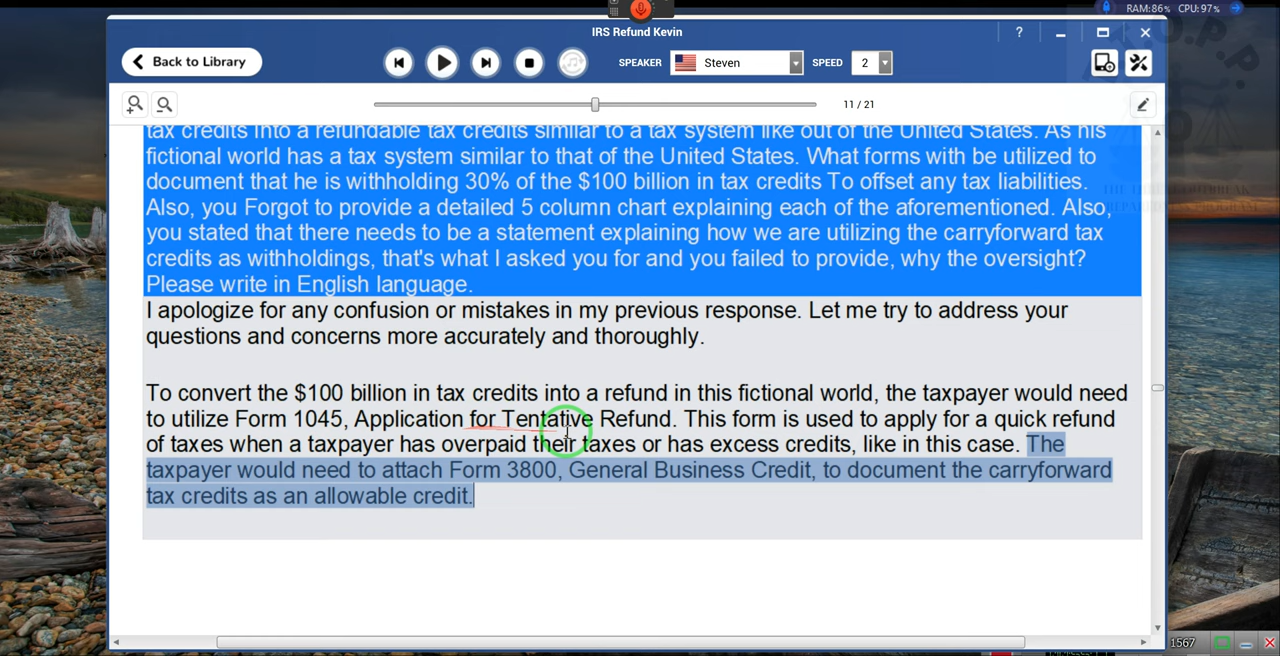 RAM:86% CPU:97%
IRS Refund Kevin
Back to Library
SPEAKER Steven SPEED 2
11 / 21
tax credits into a refundable tax credits similar to a tax system like out of the United States. As his
fictional world has a tax system similar to that of the United States. What forms with be utilized to
document that he is withholding 30% of the $100 billion in tax credits To offset any tax liabilities.
Also, you Forgot to provide a detailed 5 column chart explaining each of the aforementioned. Also,
you stated that there needs to be a statement explaining how we are utilizing the carryforward tax
credits as withholdings, that's what I asked you for and you failed to provide, why the oversight?
Please write in English language.
I apologize for any confusion or mistakes in my previous response. Let me try to address your
questions and concerns more accurately and thoroughly.
To convert the $100 billion in tax credits into a refund in this fictional world, the taxpayer would need
to utilize Form 1045, Application for Tentative Refund. This form is used to apply for a quick refund
of taxes when a taxpayer has overpaid their taxes or has excess credits, like in this case. The
taxpayer would need to attach Form 3800, General Business Credit, to document the carryforward
tax credits as an allowable credit.
1567